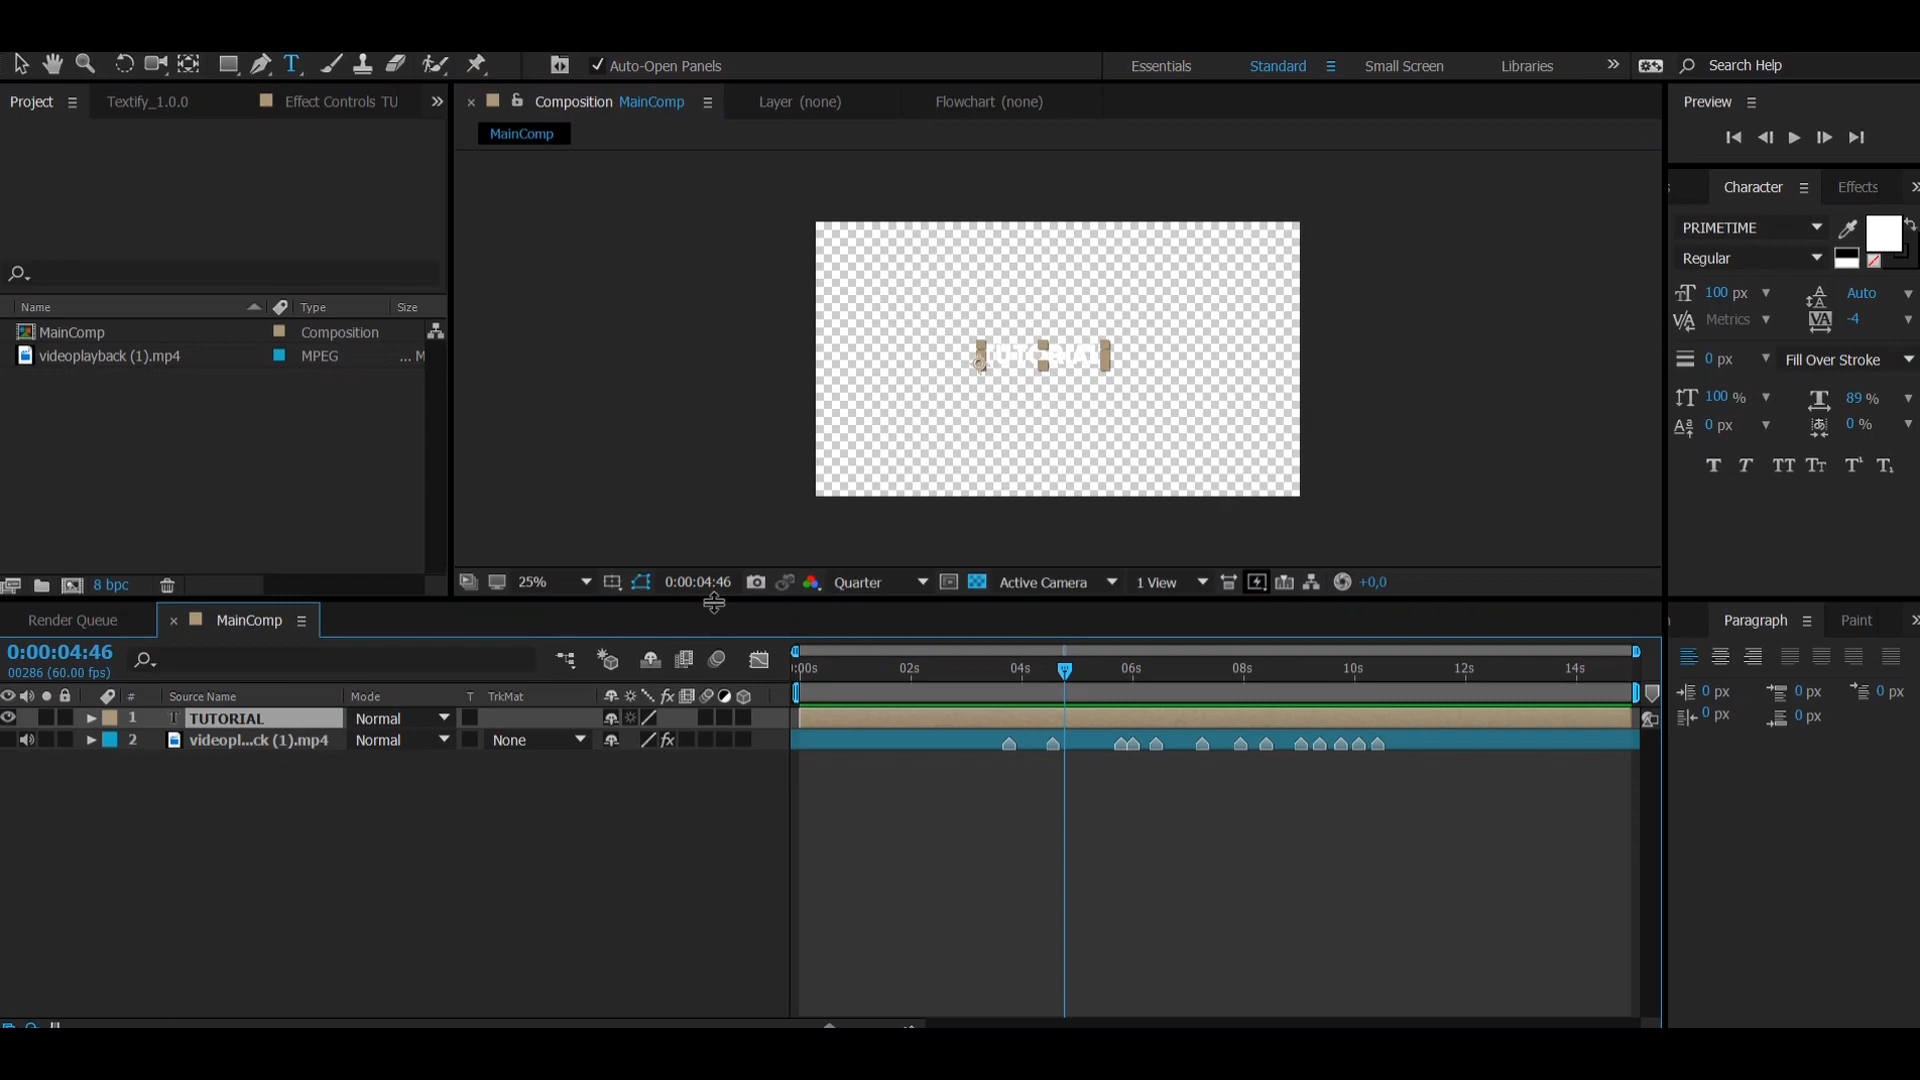 Auto-Open Panels
Essentials
Standard
Small Screen
Libraries
Search Help
Project
Textify_1.0.0
Effect Controls TU
Composition MainComp
Layer (none)
Flowchart (none)
Preview
MainComp
Character
Effects
PRIMETIME
Regular
100 px
Auto
Metrics
-4
0 px
Fill Over Stroke
100 %
89 %
0 px
0 %
Name
Type
Size
MainComp
Composition
videoplayback (1).mp4
MPEG
... M
TUTORIAL
8 bpc
25%
0:00:04:46
Quarter
Active Camera
1 View
+0,0
Render Queue
MainComp
Paragraph
Paint
0:00:04:46
00286 (60.00 fps)
:00s
02s
04s
06s
08s
10s
12s
14s
0 px
0 px
0 px
0 px
0 px
#
Source Name
Mode
T
TrkMat
1
TUTORIAL
Normal
2
videopl...ck (1).mp4
Normal
None